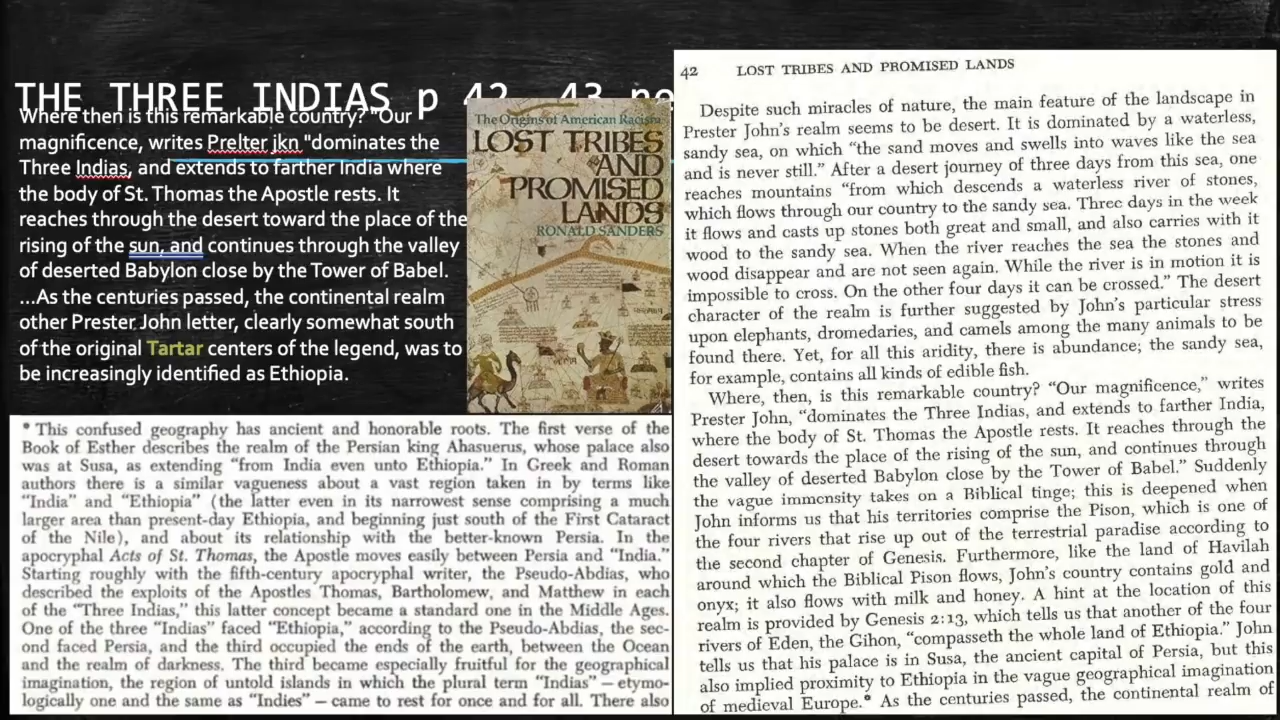 THE THREE INDIAS p 42, 43 ne
Where then is this remarkable country? "Our
magnificence, writes Prelter jkn "dominates the
Three Indias, and extends to farther India where
the body of St. Thomas the Apostle rests. It
reaches through the desert toward the place of the
rising of the sun, and continues through the valley
of deserted Babylon close by the Tower of Babel.
...As the centuries passed, the continental realm
other Prester John letter, clearly somewhat south
of the original Tartar centers of the legend, was to
be increasingly identified as Ethiopia.
The Origins of American Racism
LOST TRIBES
AND
PROMISED
LANDS
RONALD SANDERS
* This confused geography has ancient and honorable roots. The first verse of the
Book of Esther describes the realm of the Persian king Ahasuerus, whose palace also
was at Susa, as extending "from India even unto Ethiopia." In Greek and Roman
authors there is a similar vagueness about a vast region taken in by terms like
"India" and "Ethiopia" (the latter even in its narrowest sense comprising a much
larger area than present-day Ethiopia, and beginning just south of the First Cataract
of the Nile), and about its relationship with the better-known Persia. In the
apocryphal Acts of St. Thomas, the Apostle moves easily between Persia and "India."
Starting roughly with the fifth-century apocryphal writer, the Pseudo-Abdias, who
described the exploits of the Apostles Thomas, Bartholomew, and Matthew in each
of the "Three Indias," this latter concept became a standard one in the Middle Ages.
One of the three "Indias" faced "Ethiopia," according to the Pseudo-Abdias, the sec-
ond faced Persia, and the third occupied the ends of the earth, between the Ocean
and the realm of darkness. The third became especially fruitful for the geographical
imagination, the region of untold islands in which the plural term "Indias" — etymo-
logically one and the same as "Indies" — came to rest for once and for all. There also
42 LOST TRIBES AND PROMISED LANDS
Despite such miracles of nature, the main feature of the landscape in
Prester John's realm seems to be desert. It is dominated by a waterless,
sandy sea, on which "the sand moves and swells into waves like the sea
and is never still." After a desert journey of three days from this sea, one
reaches mountains "from which descends a waterless river of stones,
which flows through our country to the sandy sea. Three days in the week
it flows and casts up stones both great and small, and also carries with it
wood to the sandy sea. When the river reaches the sea the stones and
wood disappear and are not seen again. While the river is in motion it is
impossible to cross. On the other four days it can be crossed." The desert
character of the realm is further suggested by John's particular stress
upon elephants, dromedaries, and camels among the many animals to be
found there. Yet, for all this aridity, there is abundance; the sandy sea,
for example, contains all kinds of edible fish.
Where, then, is this remarkable country? "Our magnificence," writes
Prester John, "dominates the Three Indias, and extends to farther India,
where the body of St. Thomas the Apostle rests. It reaches through the
desert towards the place of the rising of the sun, and continues through
the valley of deserted Babylon close by the Tower of Babel." Suddenly
the vague immensity takes on a Biblical tinge; this is deepened when
John informs us that his territories comprise the Pison, which is one of
the four rivers that rise up out of the terrestrial paradise according to
the second chapter of Genesis. Furthermore, like the land of Havilah
around which the Biblical Pison flows, John's country contains gold and
onyx; it also flows with milk and honey. A hint at the location of this
realm is provided by Genesis 2:13, which tells us that another of the four
rivers of Eden, the Gihon, "compasseth the whole land of Ethiopia." John
tells us that his palace is in Susa, the ancient capital of Persia, but this
also implied proximity to Ethiopia in the vague geographical imagination
of medieval Europe.* As the centuries passed, the continental realm of